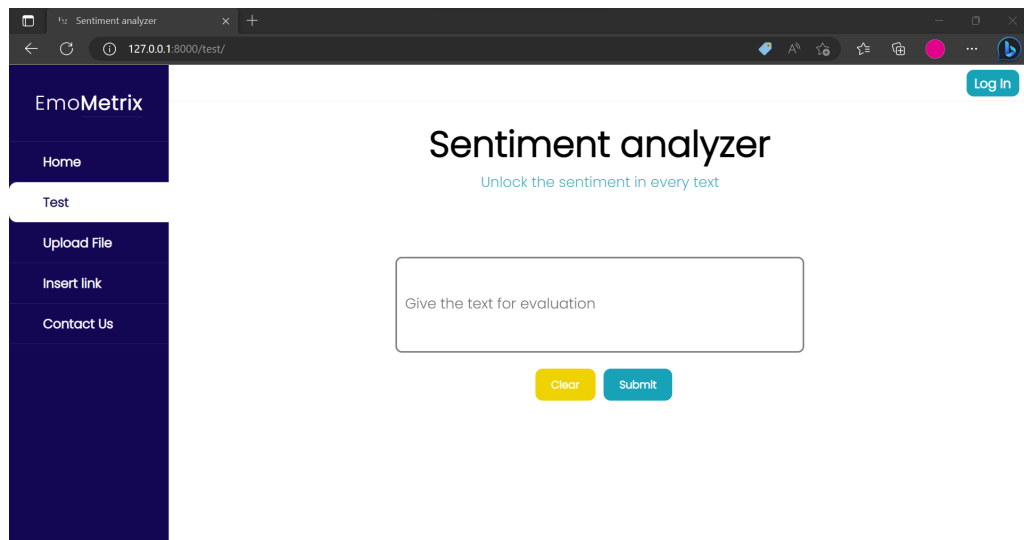 Sentiment analyzer
127.0.0.1:8000/test/
EmoMetrix
Log In
Home
Test
Upload File
Insert link
Contact Us
Sentiment analyzer
Unlock the sentiment in every text
Give the text for evaluation
Clear
Submit